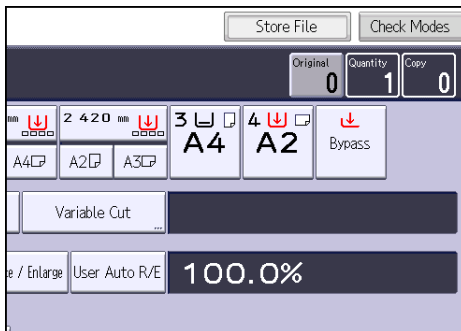 Store File Check Modes
Original Quantity Copy
0 1 0
mm 2 420 mm 3 4
A4 A2 Bypass
A4 A2 A3
Variable Cut
/ Enlarge User Auto R/E 100.0%